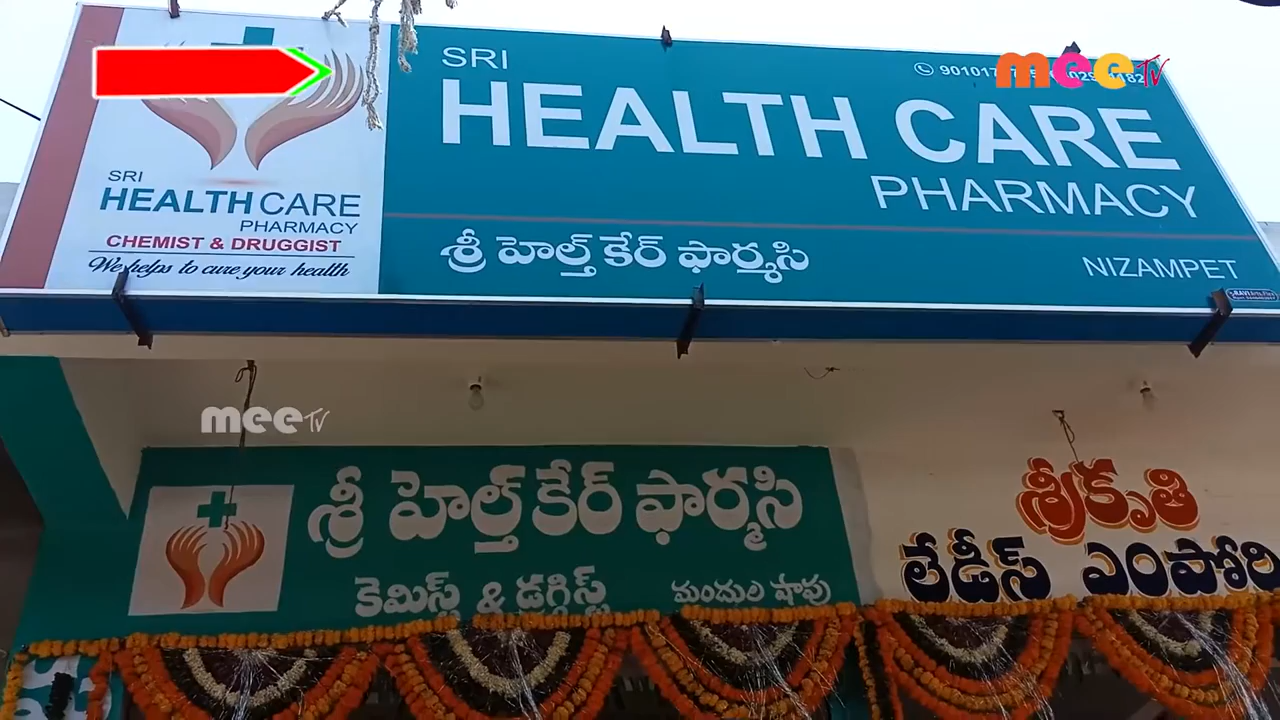 SRI
HEALTH CARE
PHARMACY
CHEMIST & DRUGGIST
We helps to cure your health
SRI
HEALTH CARE
PHARMACY
శ్రీ హెల్త్ కేర్ ఫార్మసి
NIZAMPET
mee TV
mee TV
శ్రీ హెల్త్ కేర్ ఫార్మసి
కెమిస్ట్ & డగ్గిస్ట్
మందుల షాపు
శ్రీకృతి
లేడీస్